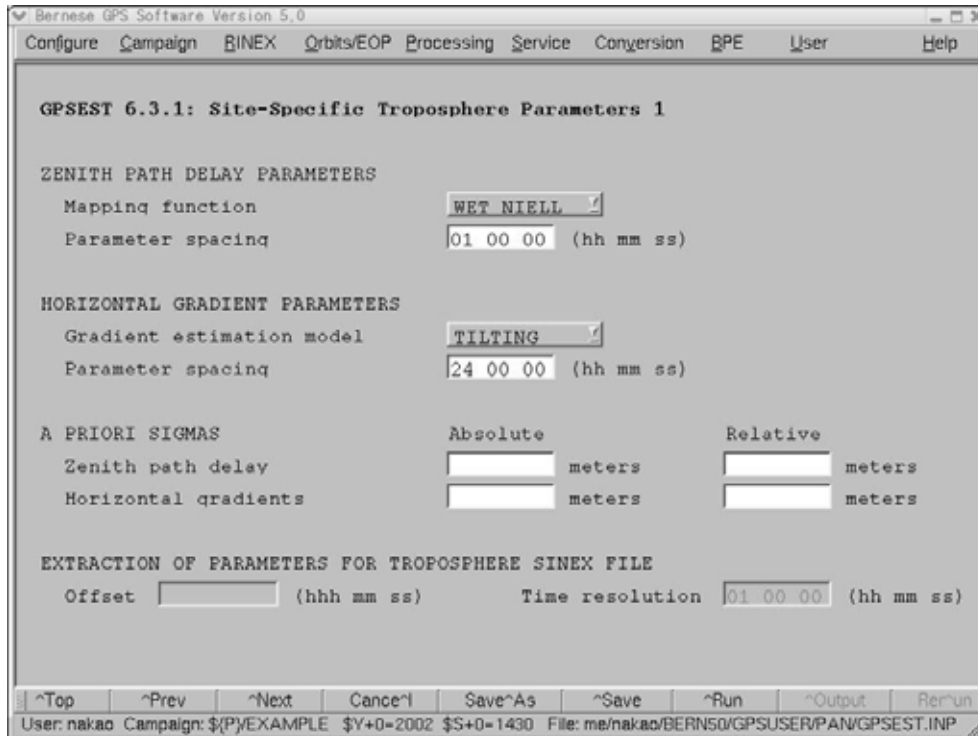 Bernese GPS Software Version 5.0
Configure Campaign RINEX Orbits/EOP Processing Service Conversion BPE User Help
GPSEST 6.3.1: Site-Specific Troposphere Parameters 1
ZENITH PATH DELAY PARAMETERS
Mapping function WET NIELL
Parameter spacing 01 00 00 (hh mm ss)
HORIZONTAL GRADIENT PARAMETERS
Gradient estimation model TILTING
Parameter spacing 24 00 00 (hh mm ss)
A PRIORI SIGMAS Absolute Relative
Zenith path delay meters meters
Horizontal gradients meters meters
EXTRACTION OF PARAMETERS FOR TROPOSPHERE SINEX FILE
Offset (hhh mm ss) Time resolution 01 00 00 (hh mm ss)
^Top ^Prev ^Next Cance^l Save^As ^Save ^Run ^Output Rer^un
User: nakao Campaign: ${P}/EXAMPLE $Y+0=2002 $S+0=1430 File: me/nakao/BERN50/GPSUSER/PAN/GPSEST.INP